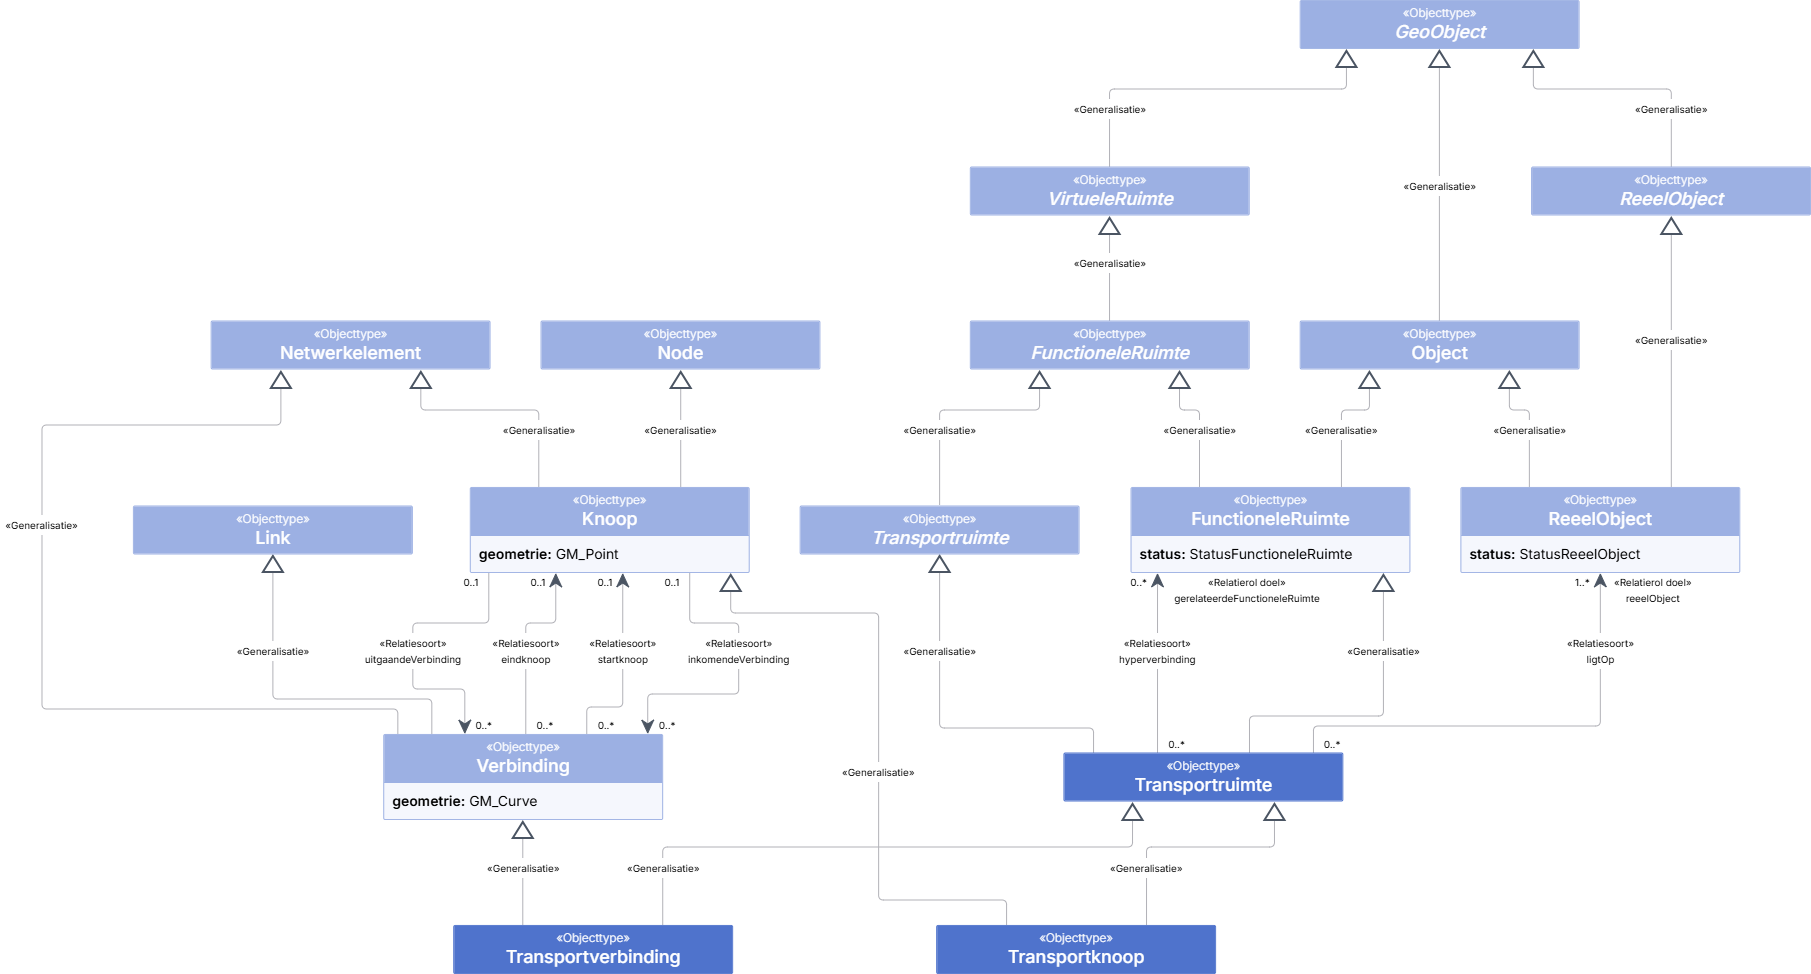 «Objecttype»
GeoObject
«Generalisatie»
«Generalisatie»
«Generalisatie»
«Objecttype»
VirtueleRuimte
«Objecttype»
ReeelObject
«Generalisatie»
«Generalisatie»
«Objecttype»
Netwerkelement
«Objecttype»
Node
«Objecttype»
FunctioneleRuimte
«Objecttype»
Object
«Generalisatie»
«Generalisatie»
«Generalisatie»
«Generalisatie»
«Generalisatie»
«Generalisatie»
«Generalisatie»
«Objecttype»
Link
«Objecttype»
Knoop
geometrie: GM_Point
«Objecttype»
Transportruimte
«Objecttype»
FunctioneleRuimte
status: StatusFunctioneleRuimte
«Objecttype»
ReeelObject
status: StatusReeelObject
0..1
0..1
0..1
0..1
0..*
«Relatierol doel»
gerelateerdeFunctioneleRuimte
1..*
«Relatierol doel»
reeelObject
«Generalisatie»
«Relatiesoort»
uitgaandeVerbinding
«Relatiesoort»
eindknoop
«Relatiesoort»
startknoop
«Relatiesoort»
inkomendeVerbinding
«Generalisatie»
«Relatiesoort»
hyperverbinding
«Generalisatie»
«Relatiesoort»
ligtOp
0..*
0..*
0..*
0..*
0..*
0..*
«Objecttype»
Verbinding
geometrie: GM_Curve
«Generalisatie»
«Objecttype»
Transportruimte
«Generalisatie»
«Generalisatie»
«Generalisatie»
«Objecttype»
Transportverbinding
«Objecttype»
Transportknoop